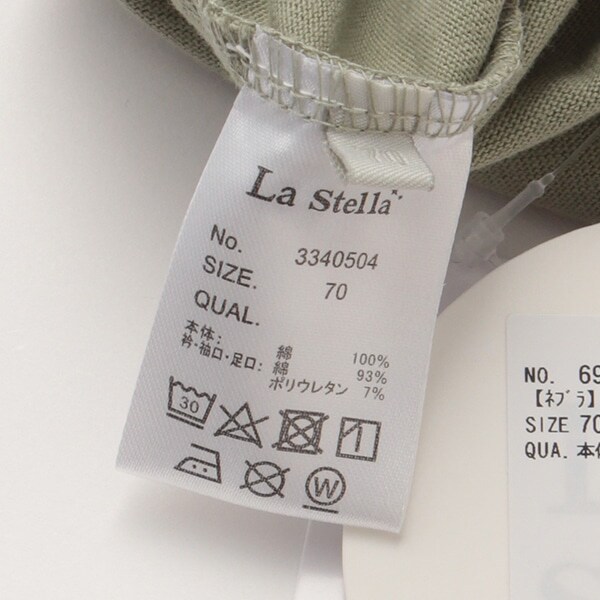 La Stella
No. 3340504
SIZE. 70
QUAL.
本体: 綿 100%
衿・袖口・足口: 綿 93%
ポリウレタン 7%
30
W
NO. 69
【ネプラ】
SIZE 70
QUA. 本体